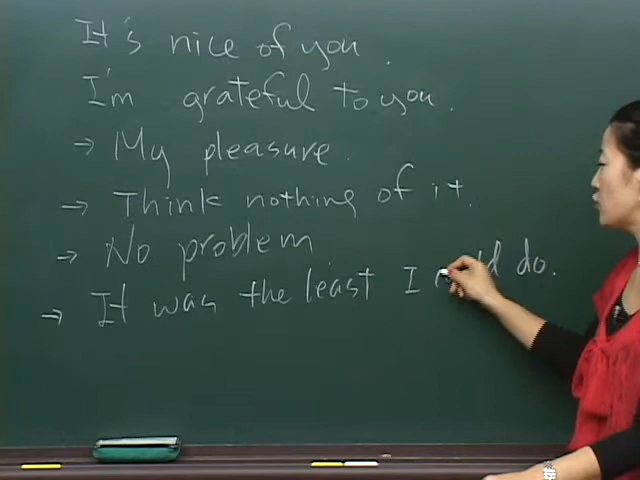 It's nice of you.
I'm grateful to you.
→ My pleasure.
→ Think nothing of it.
→ No problem.
→ It was the least I do.